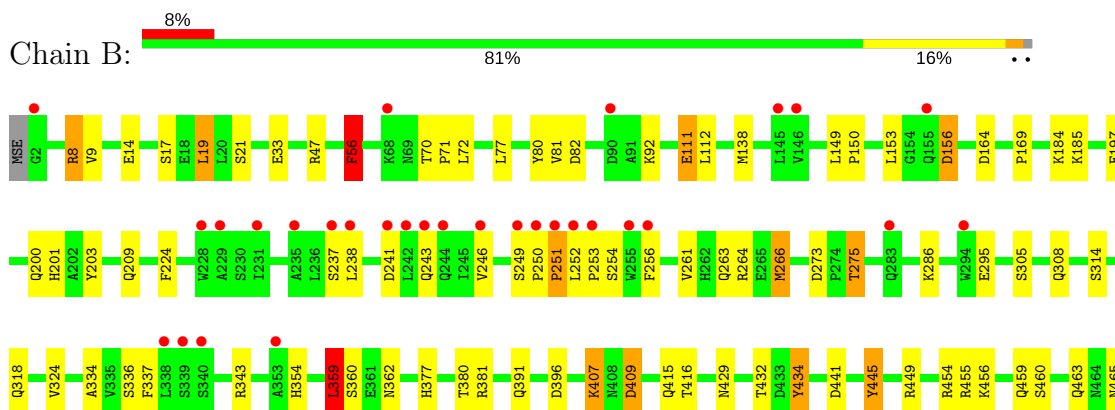 8%
Chain B:
81% 16% ••
MSE G2 R8 V9 E14 S17 E18 L19 L20 S21 E33 R47 F56 K68 N69 T70 P71 L72 L77 Y80 V81 D82 D90 A91 K92 E111 L112 M138 L145 V146 L149 P150 L153 G154 Q155 D156 D164 P169 K184 K185
Q200 H201 A202 Y203 Q209 F224 W228 A229 S230 I231 A235 L236 S237 L238 D241 L242 Q243 Q244 I245 V246 S249 P250 P251 L252 P253 S254 W255 F256 V261 H262 Q263 R264 E265 M266 D273 P274 T275 Q283 K286 W294 E295 S305 Q308 S314
Q318 V324 A334 V335 S336 F337 L338 S339 S340 R343 A353 H354 L359 S360 E361 N362 H377 T380 R381 Q391 D396 K407 N408 D409 Q415 T416 N429 T432 D433 Y434 D441 Y445 R449 R454 R455 K456 Q459 S460 Q463 N464